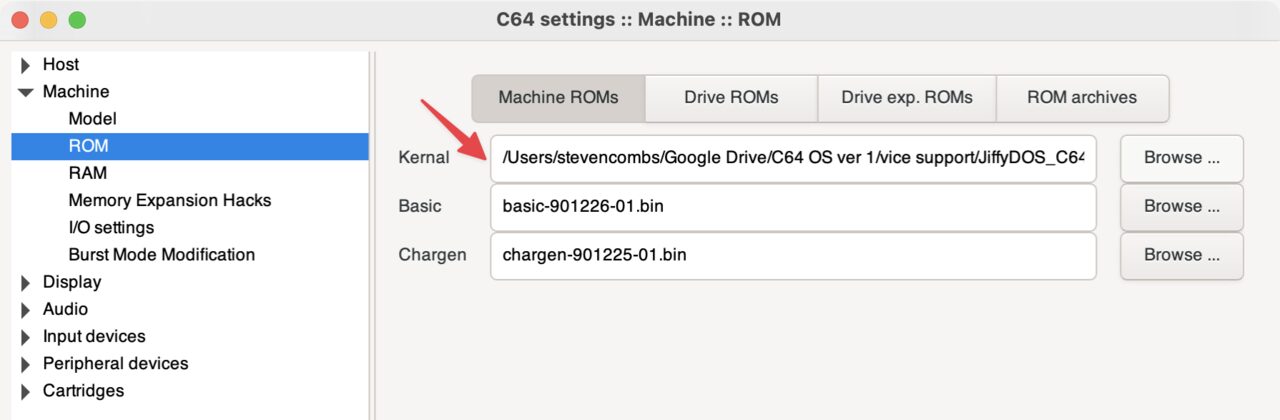 C64 settings :: Machine :: ROM
Host
Machine
Model
ROM
RAM
Memory Expansion Hacks
I/O settings
Burst Mode Modification
Display
Audio
Input devices
Peripheral devices
Cartridges
Machine ROMs
Drive ROMs
Drive exp. ROMs
ROM archives
Kernal
/Users/stevencombs/Google Drive/C64 OS ver 1/vice support/JiffyDOS_C64
Browse ...
Basic
basic-901226-01.bin
Browse ...
Chargen
chargen-901225-01.bin
Browse ...